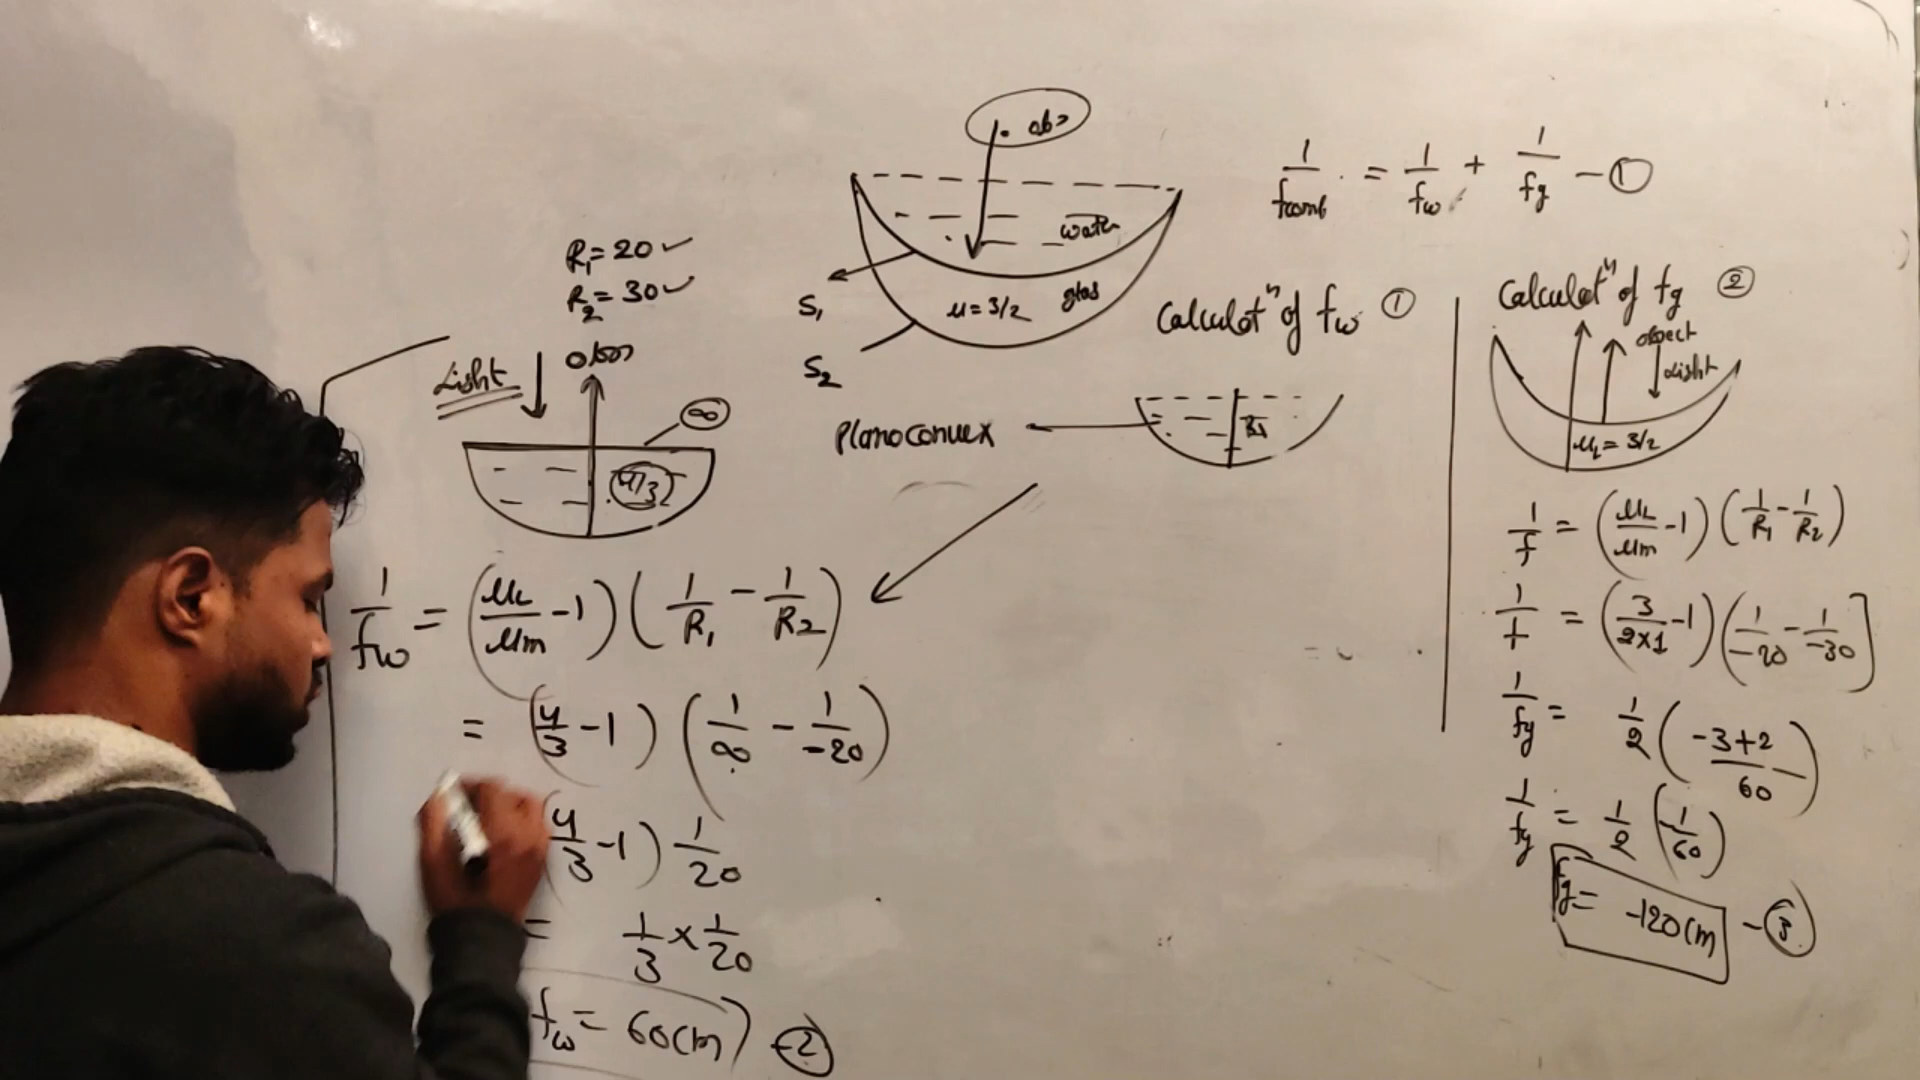 . obs
water
μ = 3/2 glas
S₁
S₂
1/fcomb = 1/fw + 1/fg - ①
R₁ = 20 ✓
R₂ = 30 ✓
Light
∞
4/3
Planoconvex
Calculatⁿ of fw ①
Calculatⁿ of fg ②
object
Light
μL = 3/2
1/fw = (μL/μm - 1) (1/R₁ - 1/R₂)
= (4/3 - 1) (1/∞ - 1/-20)
(4/3 - 1) 1/20
= 1/3 × 1/20
fw = 60cm - ②
1/f = (μL/μm - 1) (1/R₁ - 1/R₂)
1/f = (3/2×1 - 1) (1/-20 - 1/-30]
1/fg = 1/2 (-3+2/60)
1/fg = 1/2 (-1/60)
fg = -120cm - ③